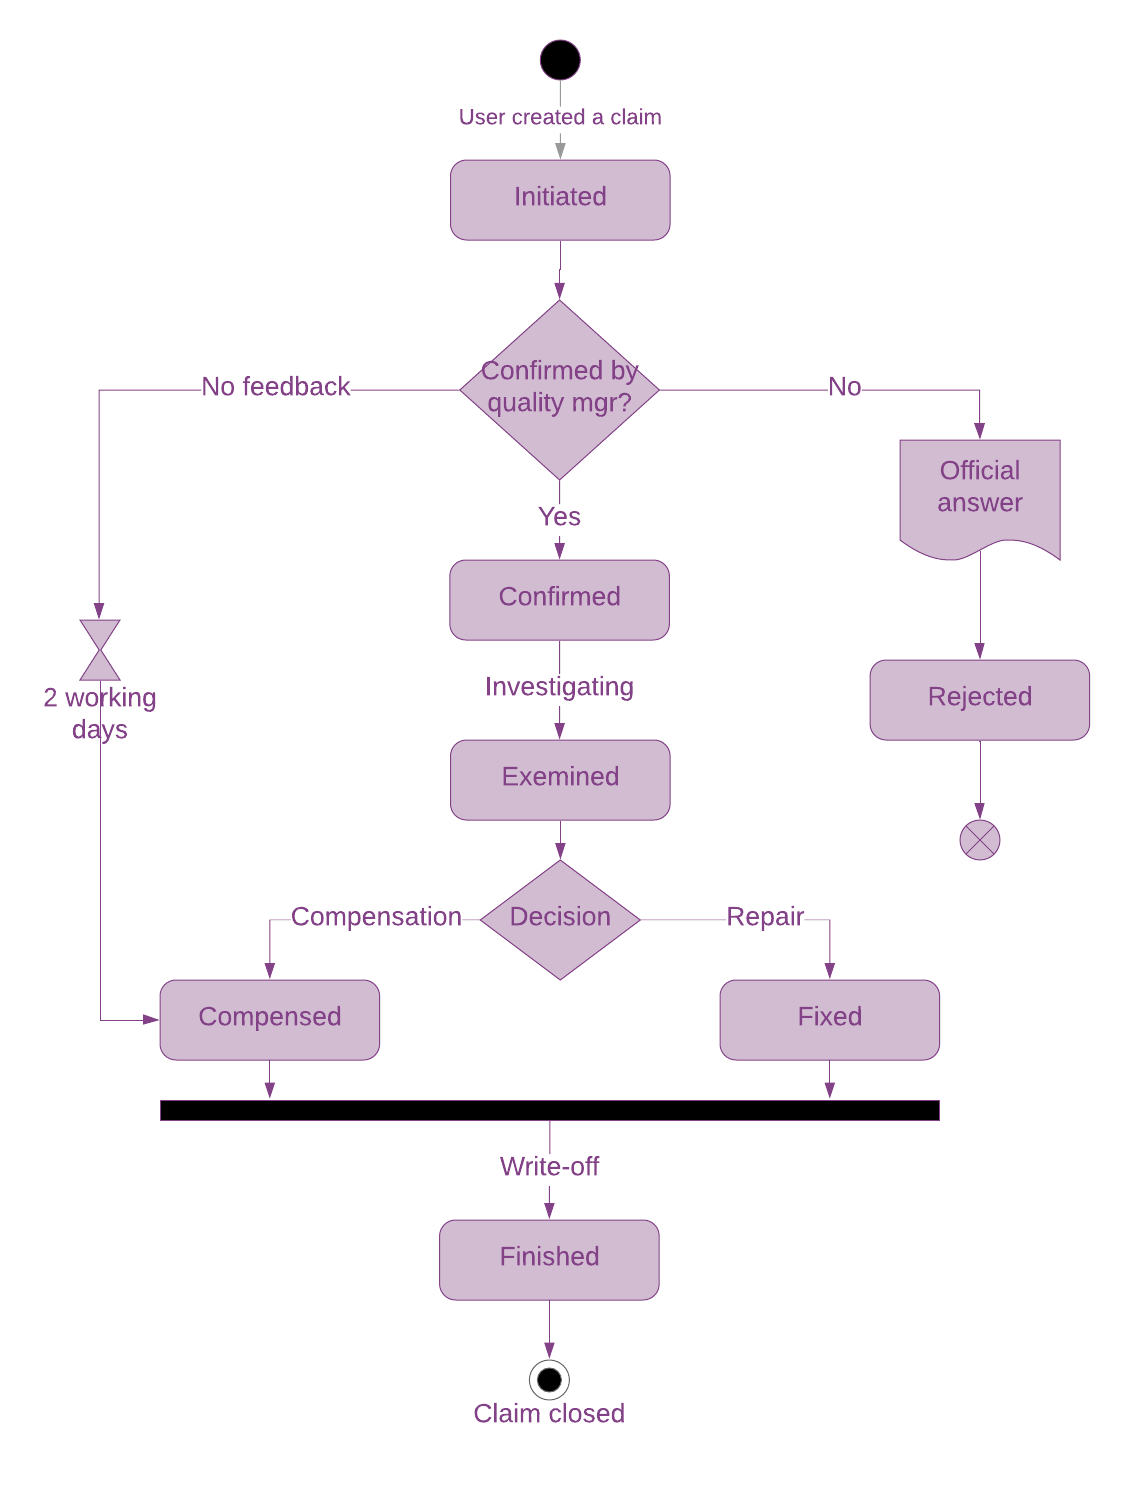 User created a claim
Initiated
Confirmed by
quality mgr?
No feedback
No
Official
answer
Yes
Confirmed
Investigating
2 working
days
Rejected
Exemined
Decision
Compensation
Repair
Compensed
Fixed
Write-off
Finished
Claim closed